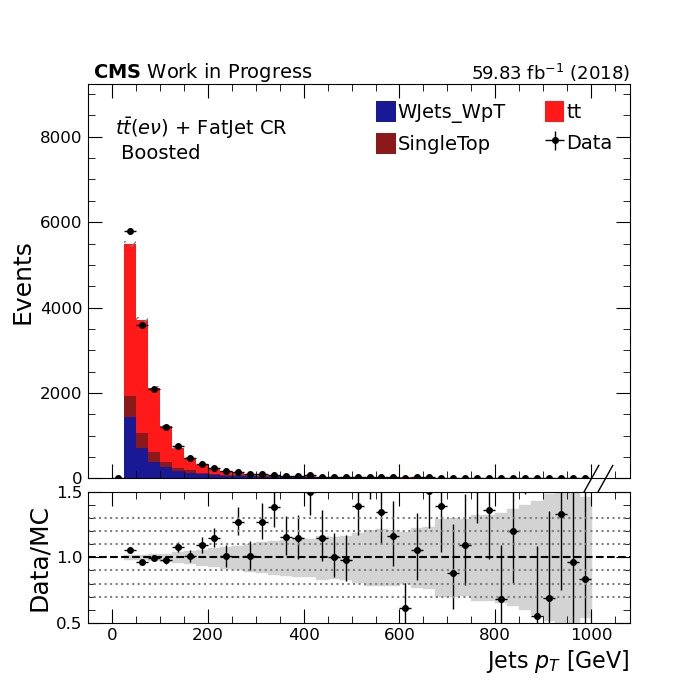 CMS Work in Progress 59.83 fb⁻¹ (2018)
tt̄(eν) + FatJet CR
Boosted
WJets_WpT tt
SingleTop Data
Events
8000
6000
4000
2000
0
Data/MC
1.5
1.0
0.5
0 200 400 600 800 1000
Jets p_T [GeV]